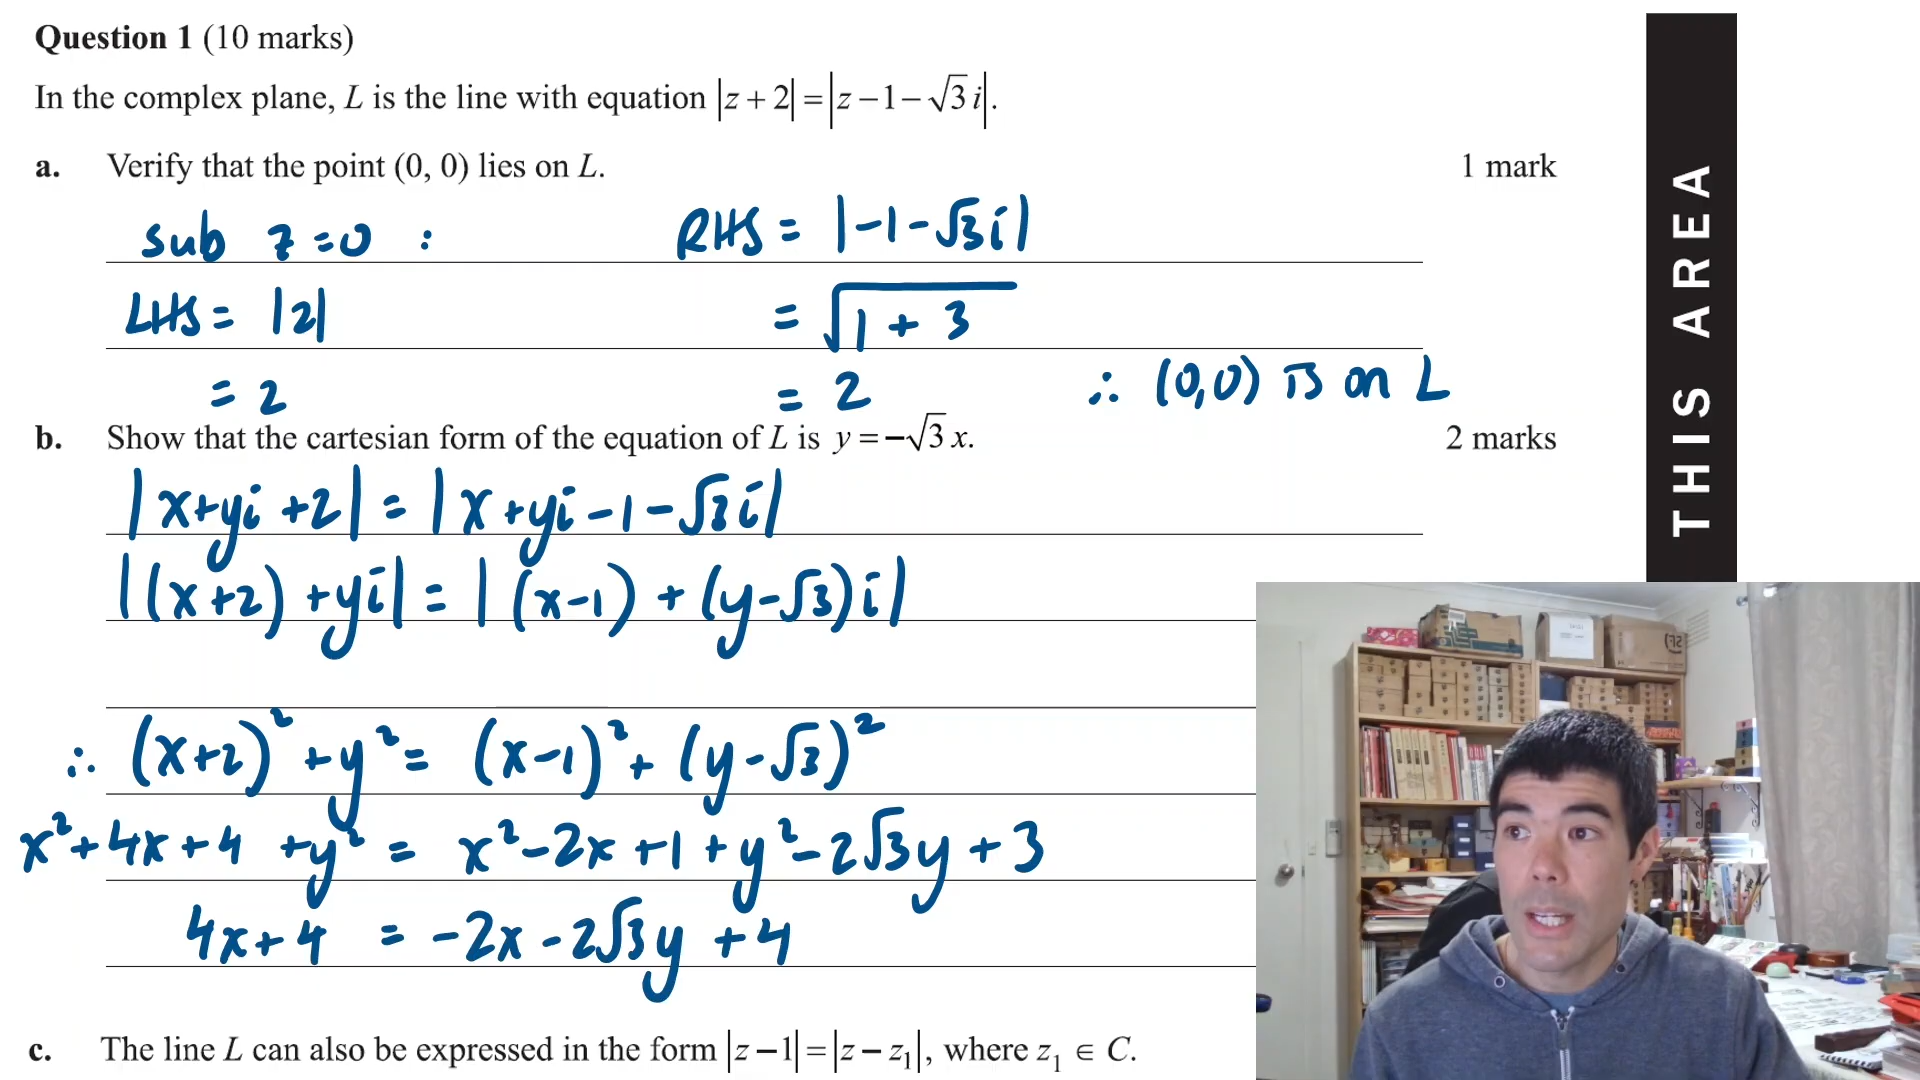 Question 1 (10 marks)
In the complex plane, L is the line with equation |z + 2| = |z − 1 − √3 i|.
a. Verify that the point (0, 0) lies on L. 1 mark
sub z = 0 : RHS = |-1-√3i|
LHS = |2| = √1 + 3
= 2 = 2 ∴ (0,0) is on L
b. Show that the cartesian form of the equation of L is y = −√3 x. 2 marks
|x+yi+2| = |x+yi-1-√3i|
|(x+2)+yi| = |(x-1)+(y-√3)i|
∴ (x+2)² + y² = (x-1)² + (y-√3)²
x²+4x+4+y² = x²-2x+1+y²-2√3y+3
4x+4 = -2x-2√3y+4
c. The line L can also be expressed in the form |z − 1| = |z − z₁|, where z₁ ∈ C.
THIS AREA